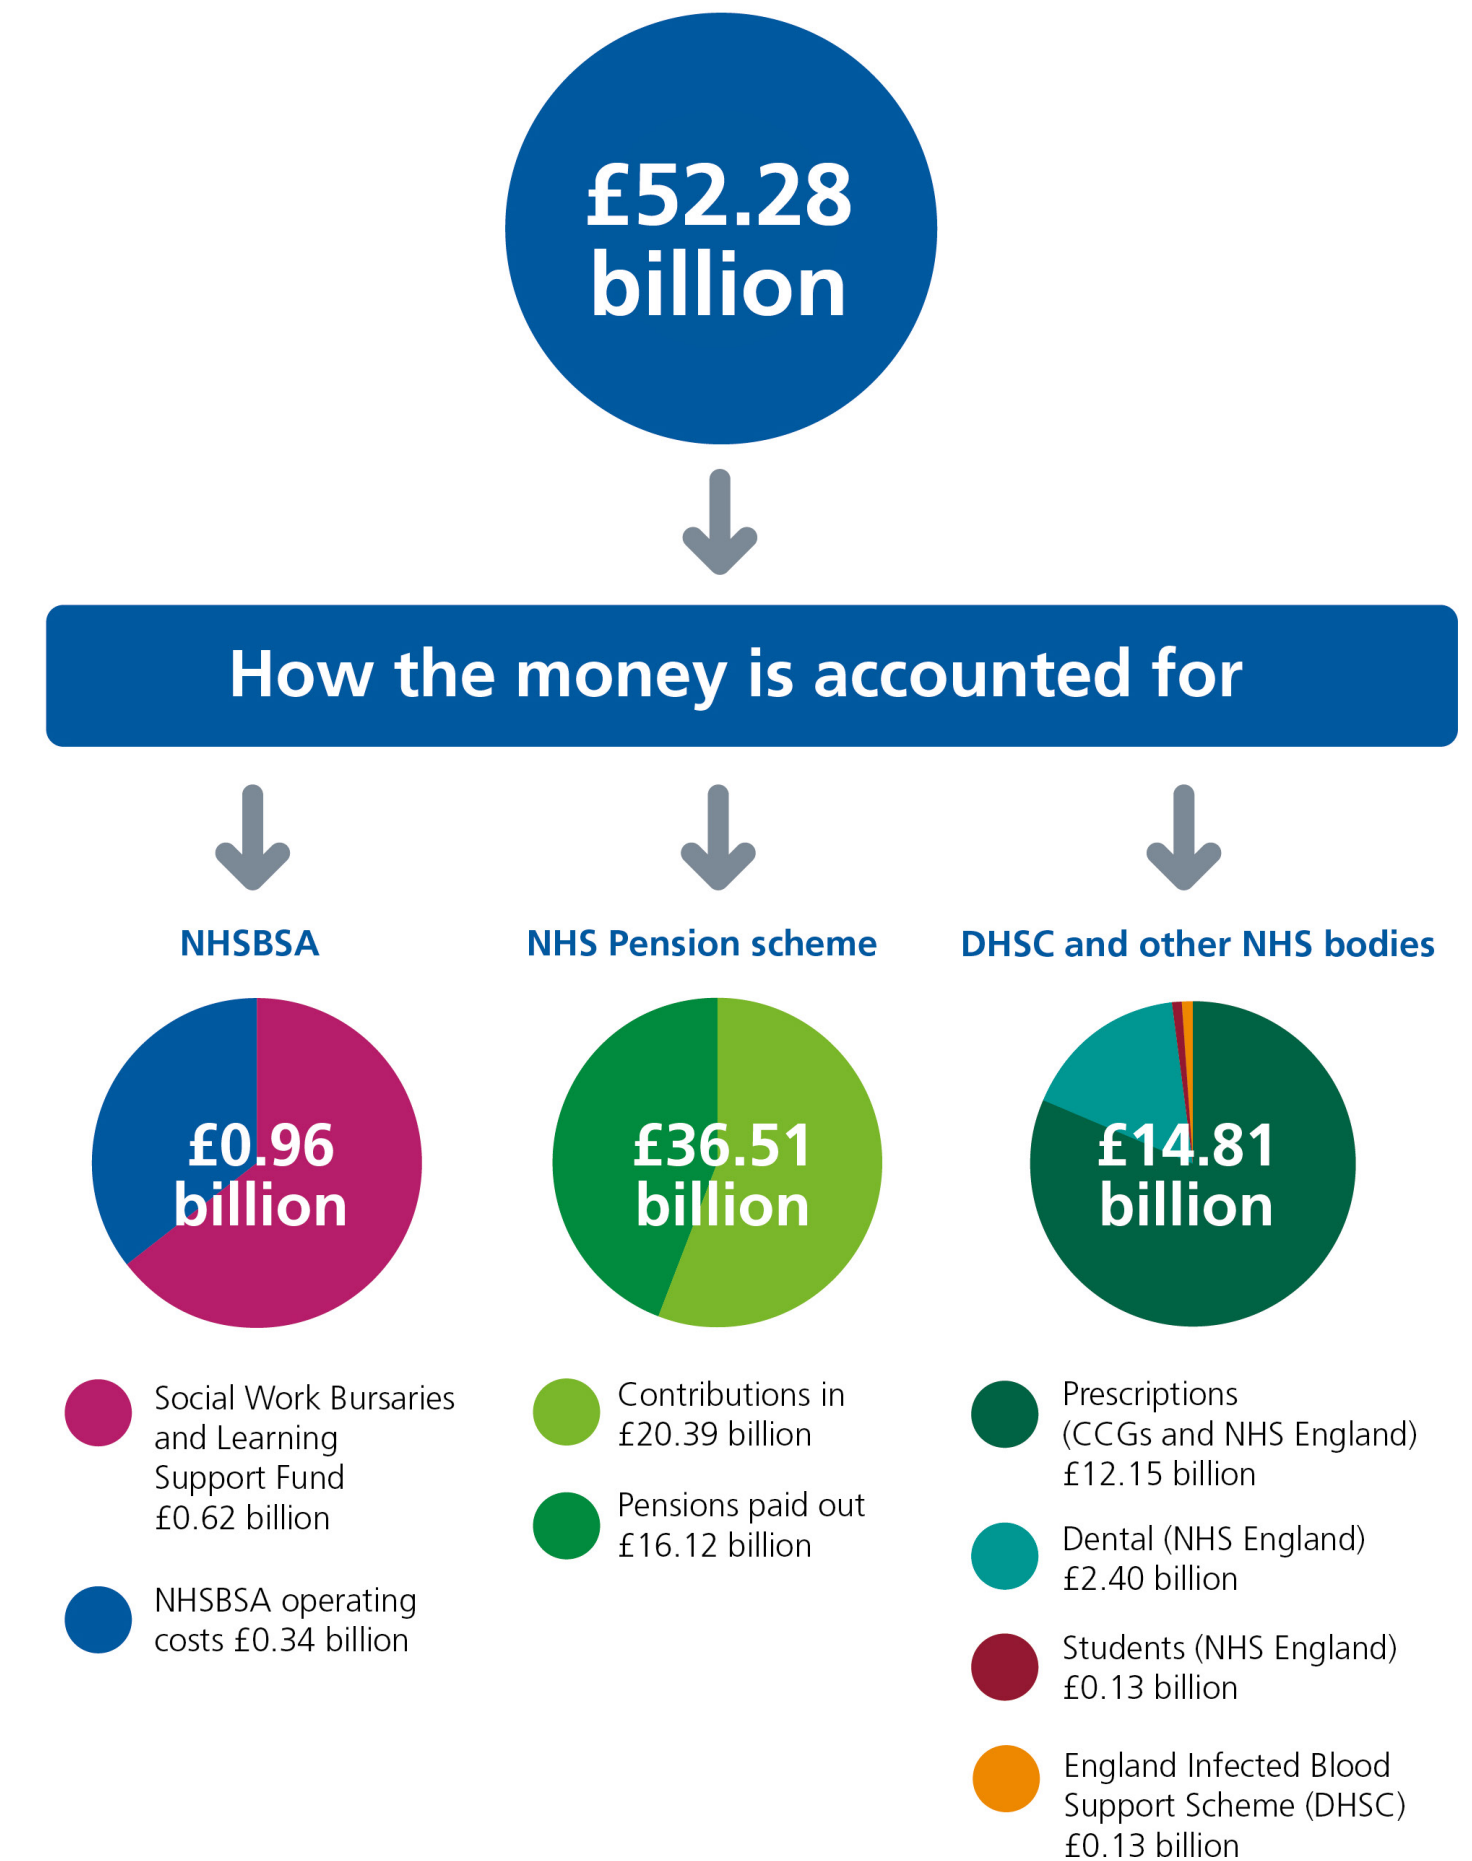 £52.28
billion
How the money is accounted for
NHSBSA
£0.96
billion
Social Work Bursaries
and Learning
Support Fund
£0.62 billion
NHSBSA operating
costs £0.34 billion
NHS Pension scheme
£36.51
billion
Contributions in
£20.39 billion
Pensions paid out
£16.12 billion
DHSC and other NHS bodies
£14.81
billion
Prescriptions
(CCGs and NHS England)
£12.15 billion
Dental (NHS England)
£2.40 billion
Students (NHS England)
£0.13 billion
England Infected Blood
Support Scheme (DHSC)
£0.13 billion